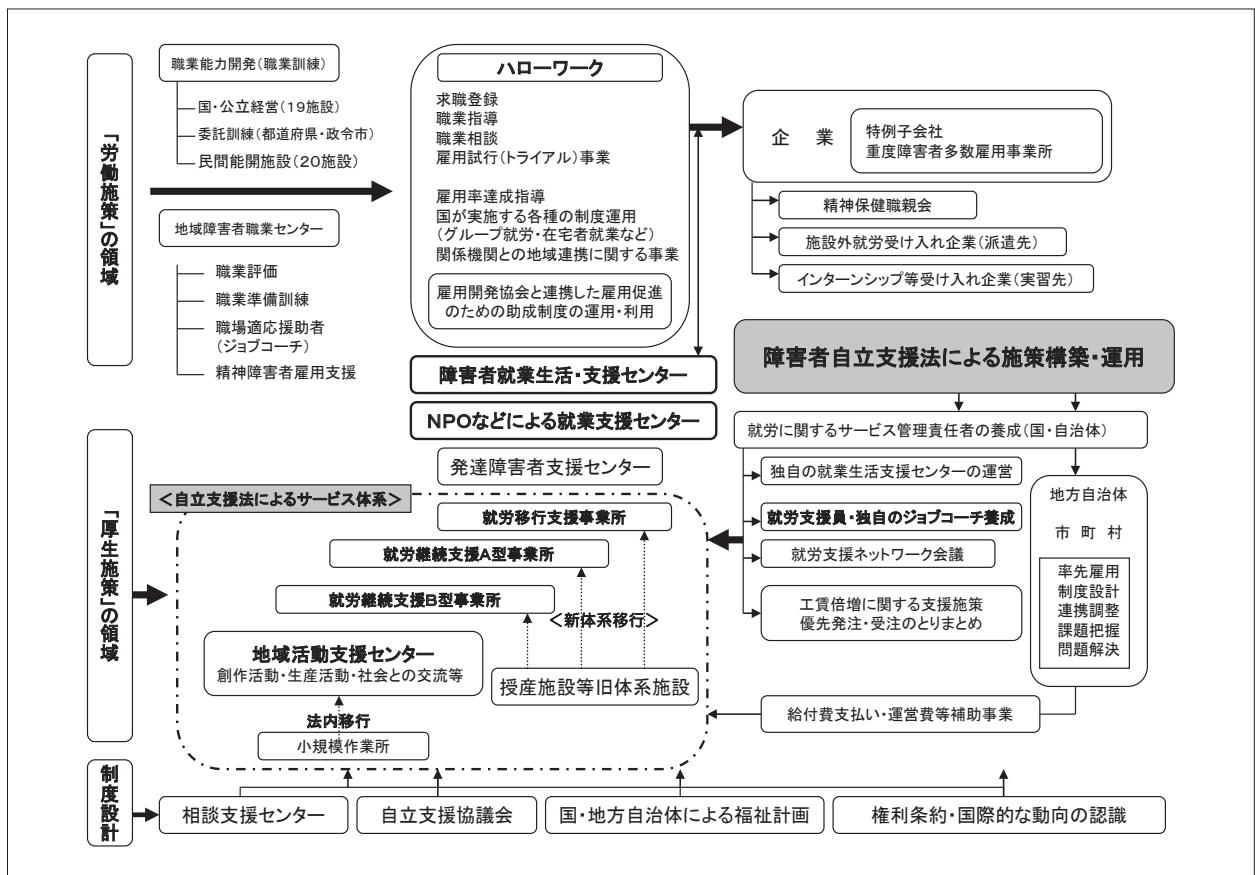 「労働施策」の領域
職業能力開発(職業訓練)
国・公立経営(19施設)
委託訓練(都道府県・政令市)
民間能開施設(20施設)
地域障害者職業センター
職業評価
職業準備訓練
職場適応援助者
(ジョブコーチ)
精神障害者雇用支援
ハローワーク
求職登録
職業指導
職業相談
雇用試行(トライアル)事業
雇用率達成指導
国が実施する各種の制度運用
(グループ就労・在宅者就業など)
関係機関との地域連携に関する事業
雇用開発協会と連携した雇用促進
のための助成制度の運用・利用
企 業
特例子会社
重度障害者多数雇用事業所
精神保健職親会
施設外就労受け入れ企業(派遣先)
インターンシップ等受け入れ企業(実習先)
障害者就業生活・支援センター
NPOなどによる就業支援センター
発達障害者支援センター
障害者自立支援法による施策構築・運用
就労に関するサービス管理責任者の養成(国・自治体)
独自の就業生活支援センターの運営
就労支援員・独自のジョブコーチ養成
就労支援ネットワーク会議
工賃倍増に関する支援施策
優先発注・受注のとりまとめ
地方自治体
市 町 村
率先雇用
制度設計
連携調整
課題把握
問題解決
給付費支払い・運営費等補助事業
「厚生施策」の領域
<自立支援法によるサービス体系>
就労移行支援事業所
就労継続支援A型事業所
就労継続支援B型事業所
<新体系移行>
地域活動支援センター
創作活動・生産活動・社会との交流等
授産施設等旧体系施設
法内移行
小規模作業所
制度設計
相談支援センター
自立支援協議会
国・地方自治体による福祉計画
権利条約・国際的な動向の認識